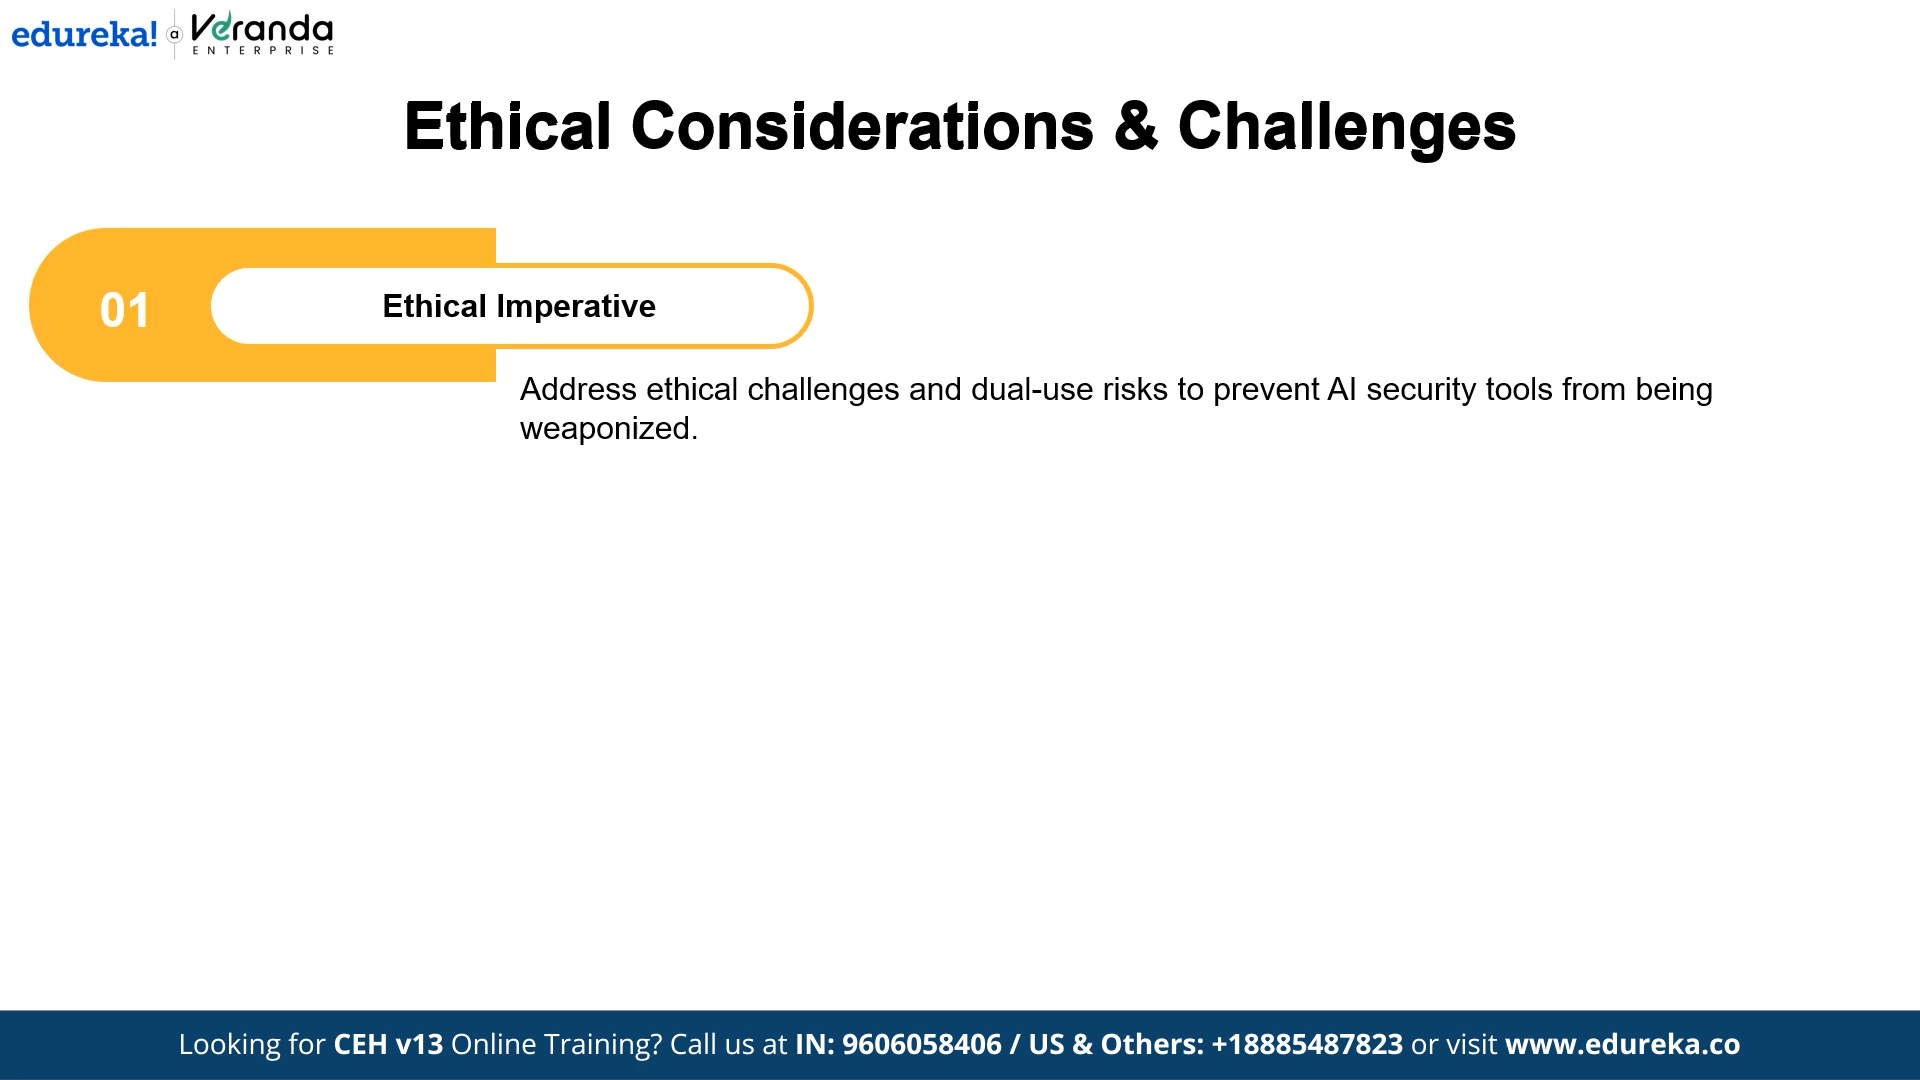 edureka! a Veranda
ENTERPRISE
Ethical Considerations & Challenges
01
Ethical Imperative
Address ethical challenges and dual-use risks to prevent AI security tools from being
weaponized.
Looking for CEH v13 Online Training? Call us at IN: 9606058406 / US & Others: +18885487823 or visit www.edureka.co